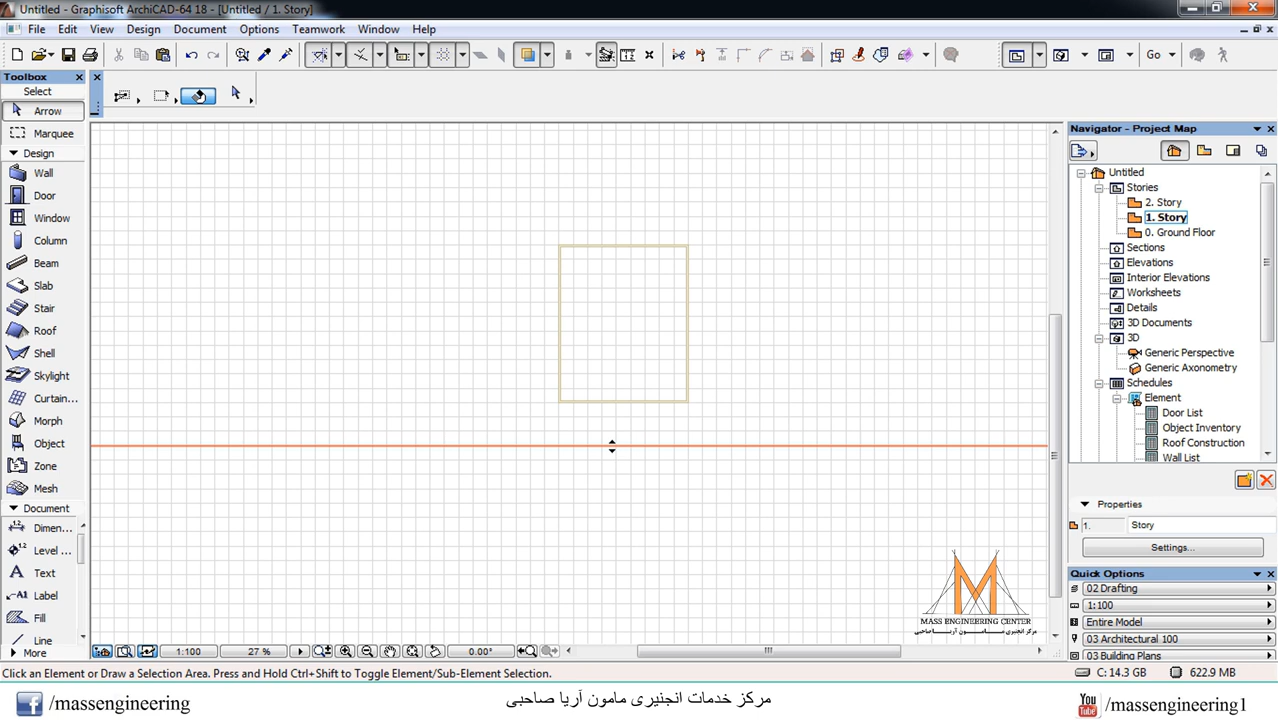 Untitled - Graphisoft ArchiCAD-64 18 - [Untitled / 1. Story]
File Edit View Design Document Options Teamwork Window Help
Go
Toolbox
Select
Arrow
Marquee
Design
Wall
Door
Window
Column
Beam
Slab
Stair
Roof
Shell
Skylight
Curtain...
Morph
Object
Zone
Mesh
Document
Dimen...
Level ...
Text
Label
Fill
Line
More
Navigator - Project Map
Untitled
Stories
2. Story
1. Story
0. Ground Floor
Sections
Elevations
Interior Elevations
Worksheets
Details
3D Documents
3D
Generic Perspective
Generic Axonometry
Schedules
Element
Door List
Object Inventory
Roof Construction
Wall List
Properties
1. Story
Settings...
Quick Options
02 Drafting
1:100
Entire Model
03 Architectural 100
03 Building Plans
MASS ENGINEERING CENTER
مرکز انجنیری مامون آریا صاحبی
1:100 27 % 0.00°
Click an Element or Draw a Selection Area. Press and Hold Ctrl+Shift to Toggle Element/Sub-Element Selection.
C: 14.3 GB 622.9 MB
/massengineering
مرکز خدمات انجنیری مامون آریا صاحبی
You Tube /massengineering1